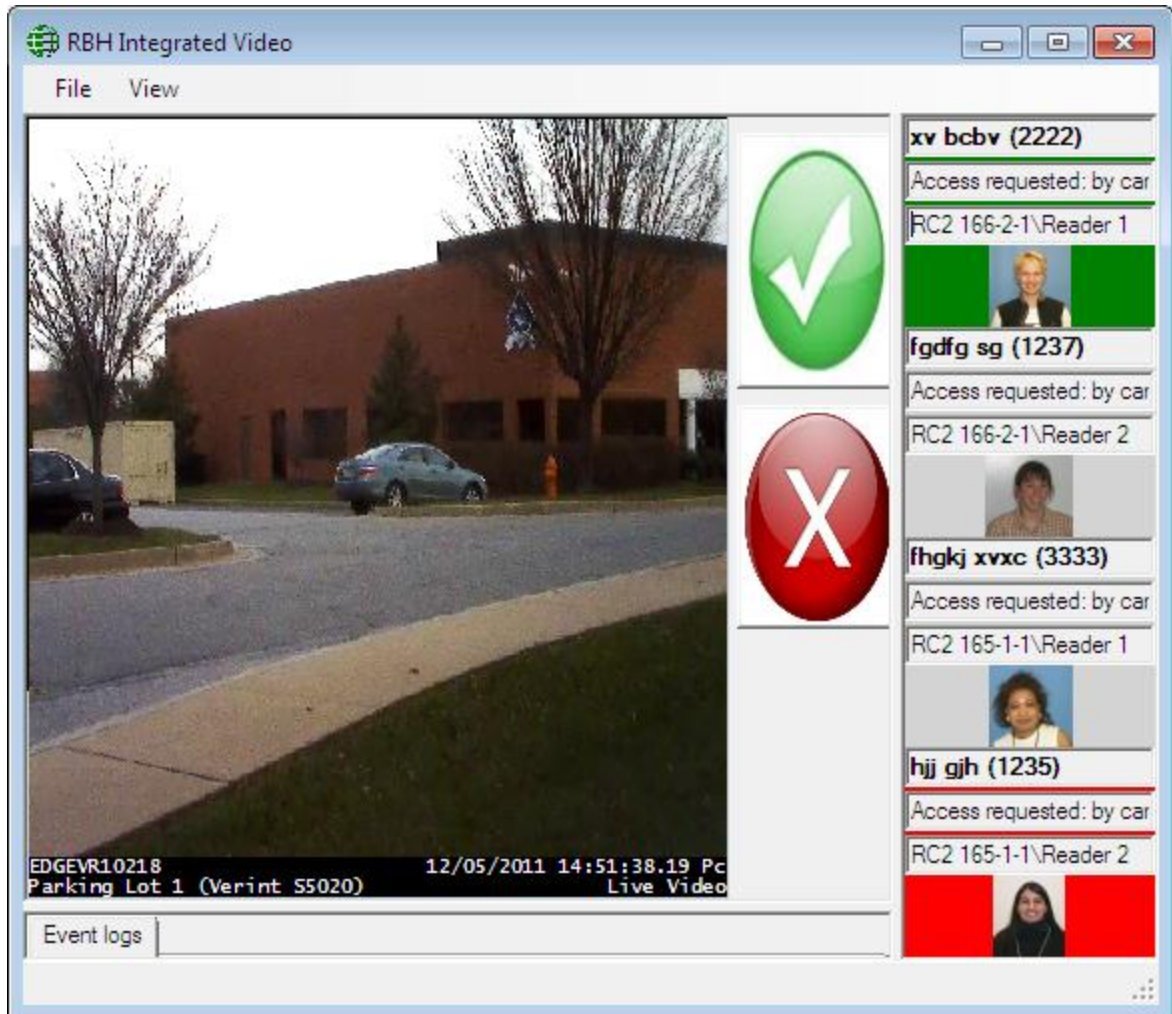 RBH Integrated Video
File View
EDGEVR10218 12/05/2011 14:51:38.19 Pc
Parking Lot 1 (Verint S5020) Live Video
X
xv bcbv (2222)
Access requested: by car
RC2 166-2-1\Reader 1
fgdfg sg (1237)
Access requested: by car
RC2 166-2-1\Reader 2
fhgkj xvxc (3333)
Access requested: by car
RC2 165-1-1\Reader 1
hjj gjh (1235)
Access requested: by car
RC2 165-1-1\Reader 2
Event logs